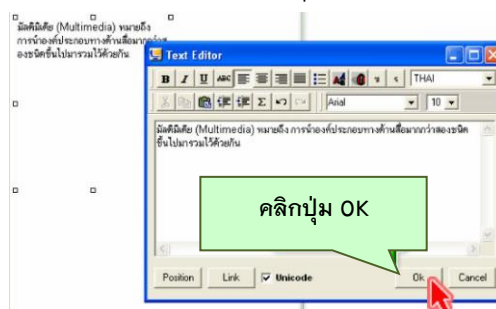 มัลติมีเดีย (Multimedia) หมายถึง
การนำองค์ประกอบทางด้านสื่อมากกว่าส
องชนิดขึ้นไปมารวมไว้ด้วยกัน
Text Editor
B I U ABC THAI
Σ Arial 10
มัลติมีเดีย (Multimedia) หมายถึง การนำองค์ประกอบทางด้านสื่อมากกว่าสองชนิด
ขึ้นไปมารวมไว้ด้วยกัน
คลิกปุ่ม OK
Position Link Unicode Ok Cancel